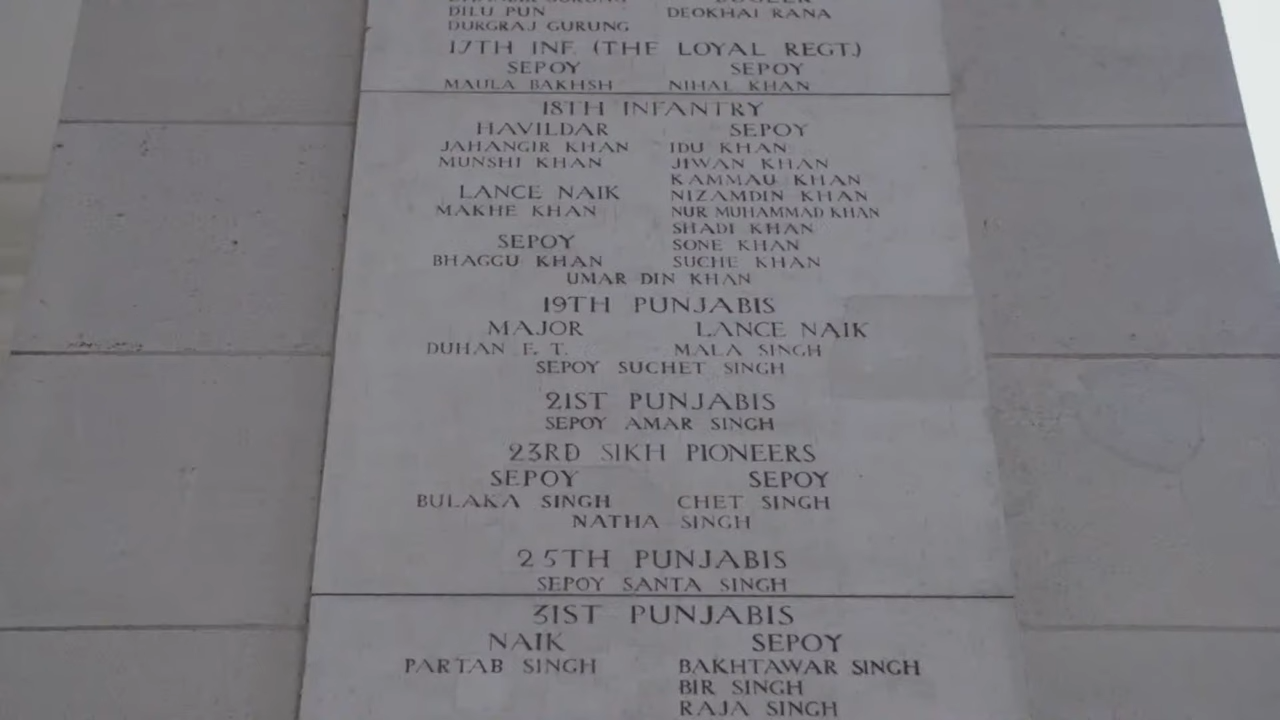 DILU PUN DEOKHAI RANA
DURGRAJ GURUNG
17TH INF. (THE LOYAL REGT.)
SEPOY SEPOY
MAULA BAKHSH NIHAL KHAN
18TH INFANTRY
HAVILDAR SEPOY
JAHANGIR KHAN IDU KHAN
MUNSHI KHAN JIWAN KHAN
KAMMAU KHAN
LANCE NAIK NIZAMDIN KHAN
MAKHE KHAN NUR MUHAMMAD KHAN
SHADI KHAN
SEPOY SONE KHAN
BHAGGU KHAN SUCHE KHAN
UMAR DIN KHAN
19TH PUNJABIS
MAJOR LANCE NAIK
DUHAN F. T. MALA SINGH
SEPOY SUCHET SINGH
21ST PUNJABIS
SEPOY AMAR SINGH
23RD SIKH PIONEERS
SEPOY SEPOY
BULAKA SINGH CHET SINGH
NATHA SINGH
25TH PUNJABIS
SEPOY SANTA SINGH
31ST PUNJABIS
NAIK SEPOY
PARTAB SINGH BAKHTAWAR SINGH
BIR SINGH
RAJA SINGH